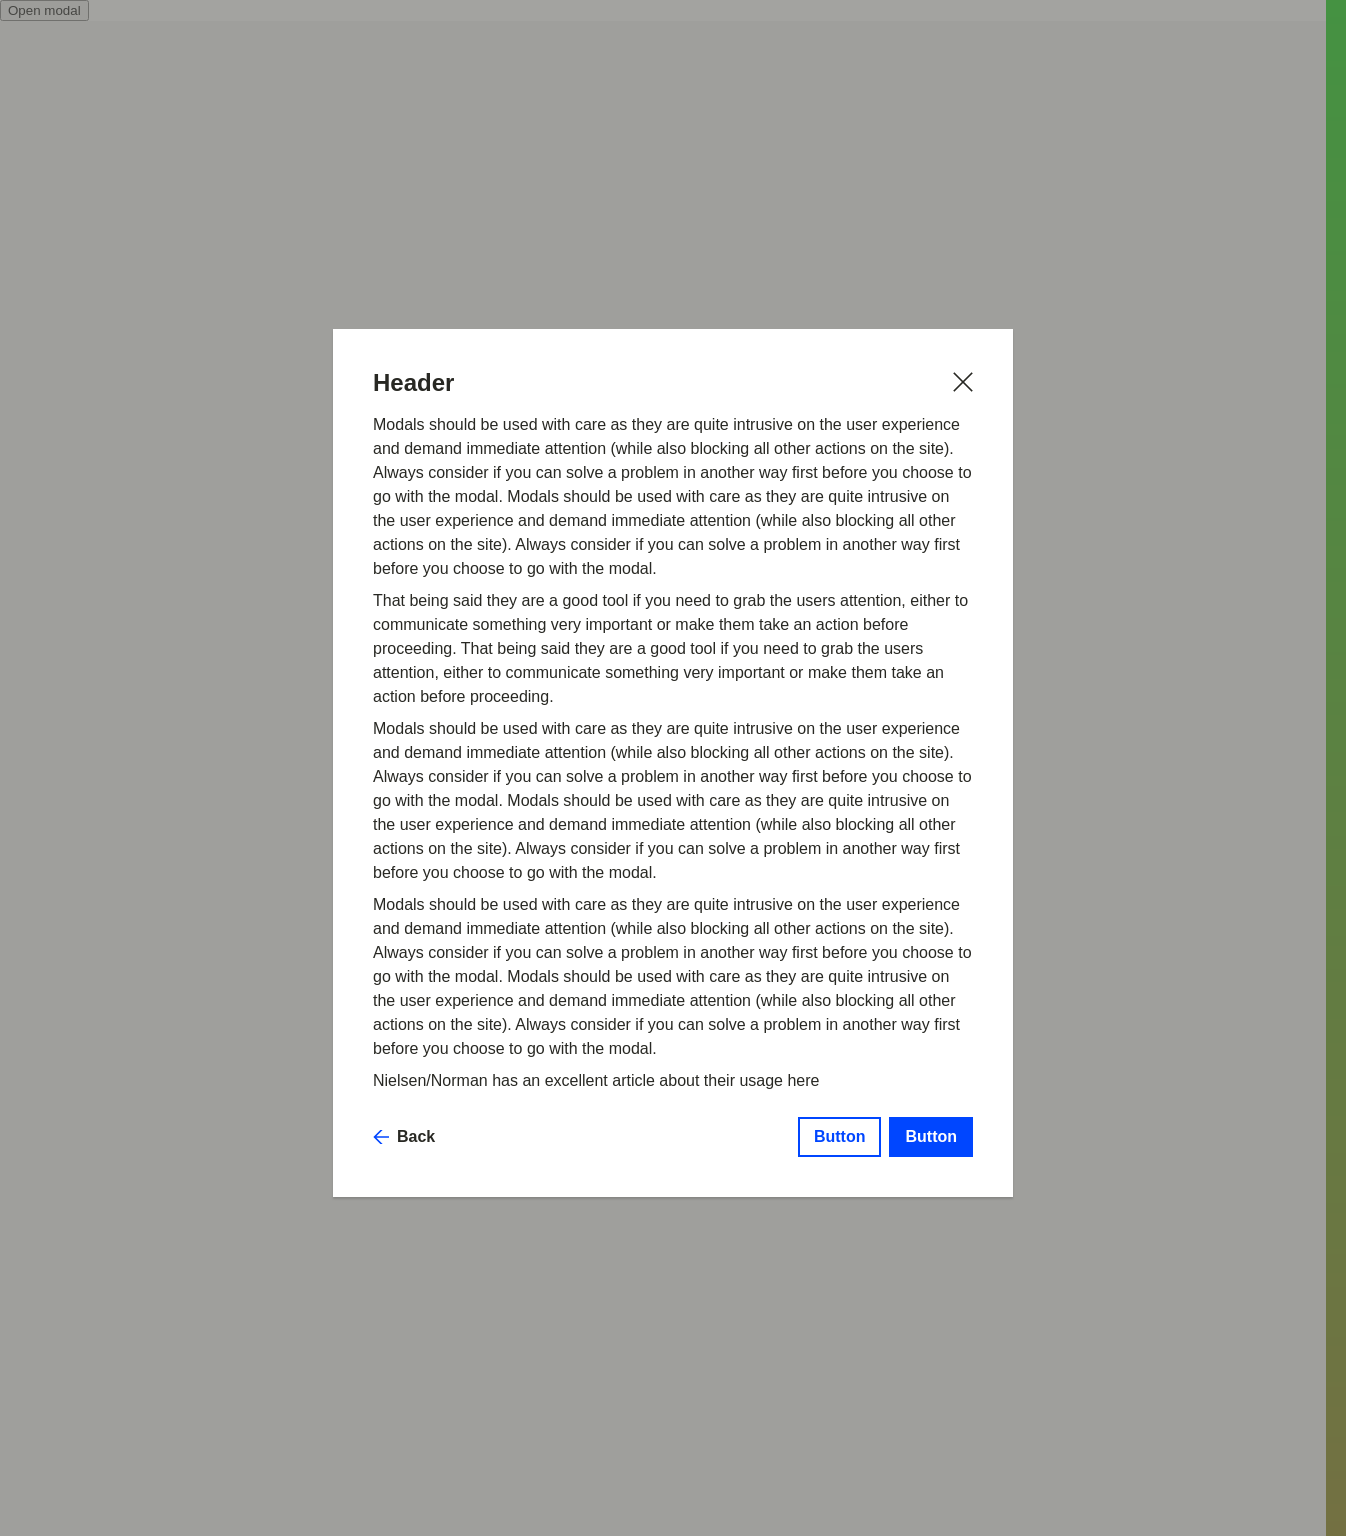 Open modal
Header
Modals should be used with care as they are quite intrusive on the user experience
and demand immediate attention (while also blocking all other actions on the site).
Always consider if you can solve a problem in another way first before you choose to
go with the modal. Modals should be used with care as they are quite intrusive on
the user experience and demand immediate attention (while also blocking all other
actions on the site). Always consider if you can solve a problem in another way first
before you choose to go with the modal.
That being said they are a good tool if you need to grab the users attention, either to
communicate something very important or make them take an action before
proceeding. That being said they are a good tool if you need to grab the users
attention, either to communicate something very important or make them take an
action before proceeding.
Modals should be used with care as they are quite intrusive on the user experience
and demand immediate attention (while also blocking all other actions on the site).
Always consider if you can solve a problem in another way first before you choose to
go with the modal. Modals should be used with care as they are quite intrusive on
the user experience and demand immediate attention (while also blocking all other
actions on the site). Always consider if you can solve a problem in another way first
before you choose to go with the modal.
Modals should be used with care as they are quite intrusive on the user experience
and demand immediate attention (while also blocking all other actions on the site).
Always consider if you can solve a problem in another way first before you choose to
go with the modal. Modals should be used with care as they are quite intrusive on
the user experience and demand immediate attention (while also blocking all other
actions on the site). Always consider if you can solve a problem in another way first
before you choose to go with the modal.
Nielsen/Norman has an excellent article about their usage here
Back
Button
Button